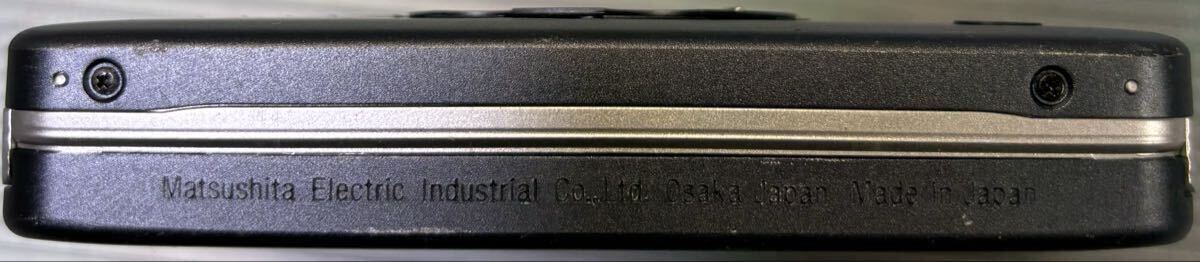 Matsushita Electric Industrial Co.,Ltd. Osaka Japan Made in Japan